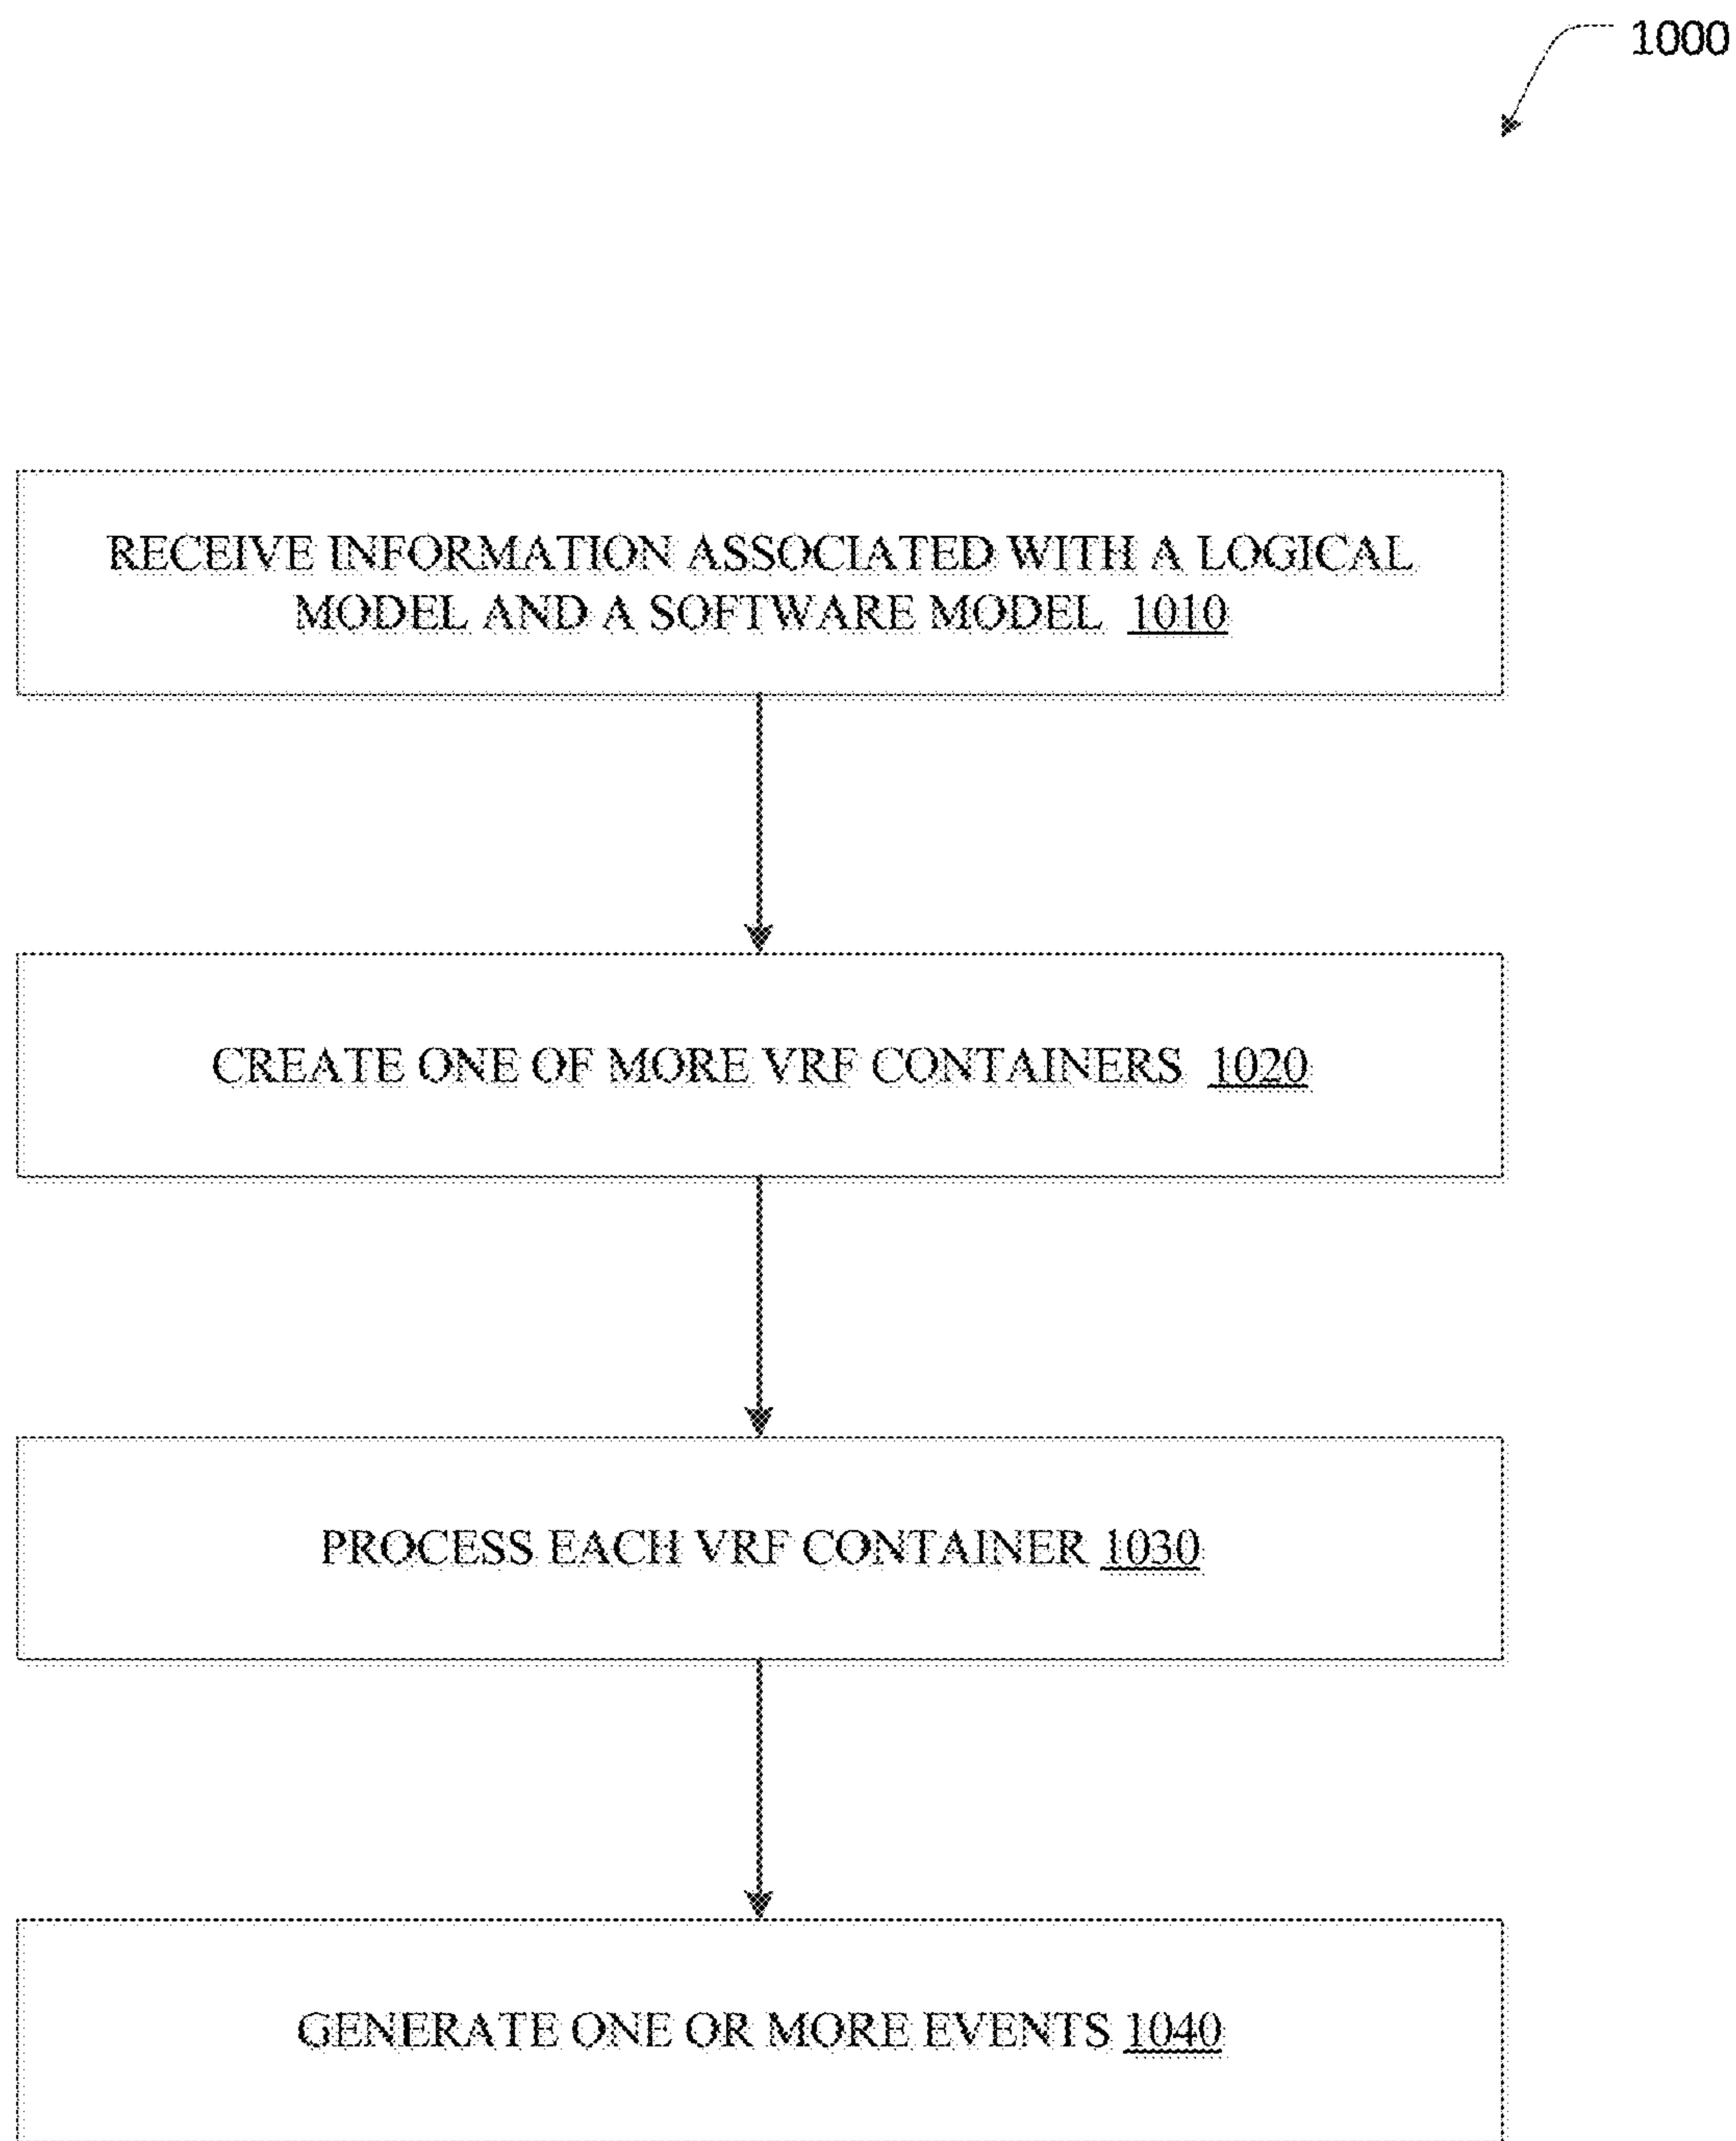 1000
RECEIVE INFORMATION ASSOCIATED WITH A LOGICAL
MODEL AND A SOFTWARE MODEL 1010
CREATE ONE OF MORE VRF CONTAINERS 1020
PROCESS EACH VRF CONTAINER 1030
GENERATE ONE OR MORE EVENTS 1040